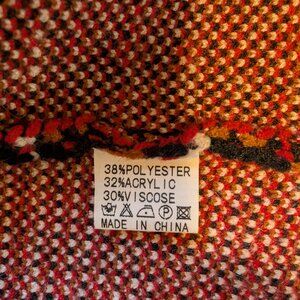 38%POLYESTER
32%ACRYLIC
30%VISCOSE
MADE IN CHINA